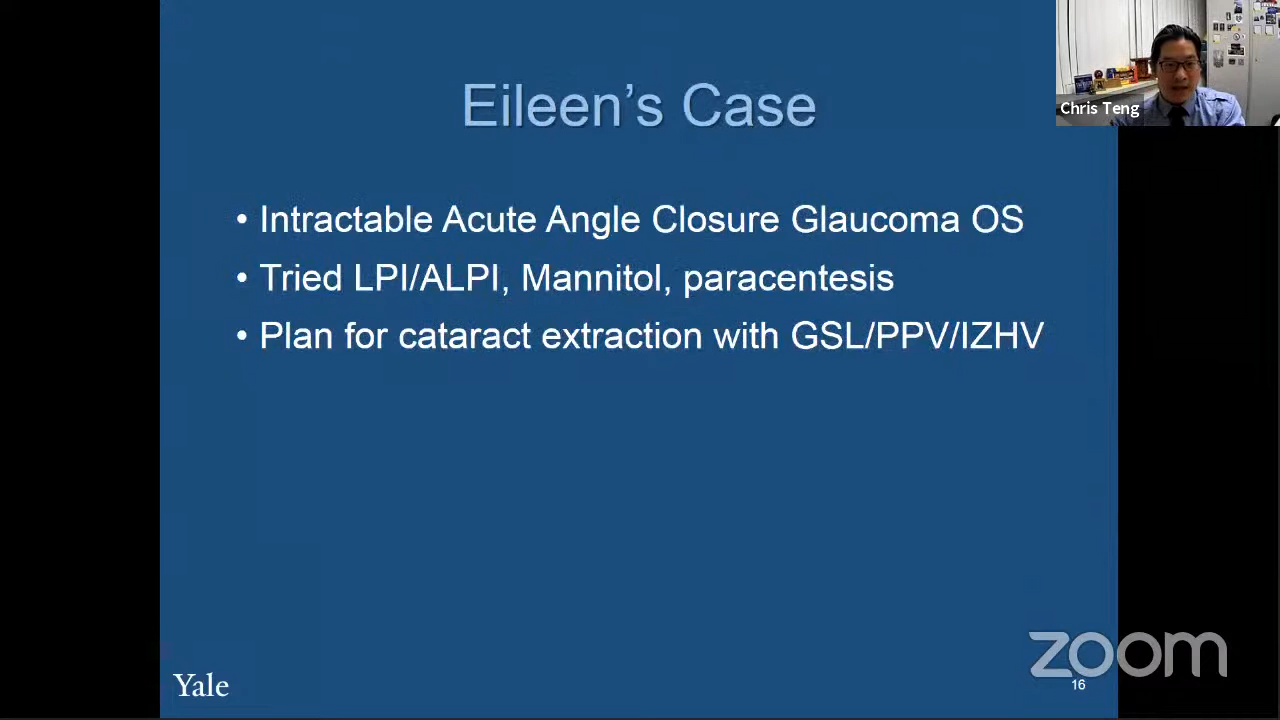 Eileen’s Case
Chris Teng
• Intractable Acute Angle Closure Glaucoma OS
• Tried LPI/ALPI, Mannitol, paracentesis
• Plan for cataract extraction with GSL/PPV/IZHV
zoom
Yale
16